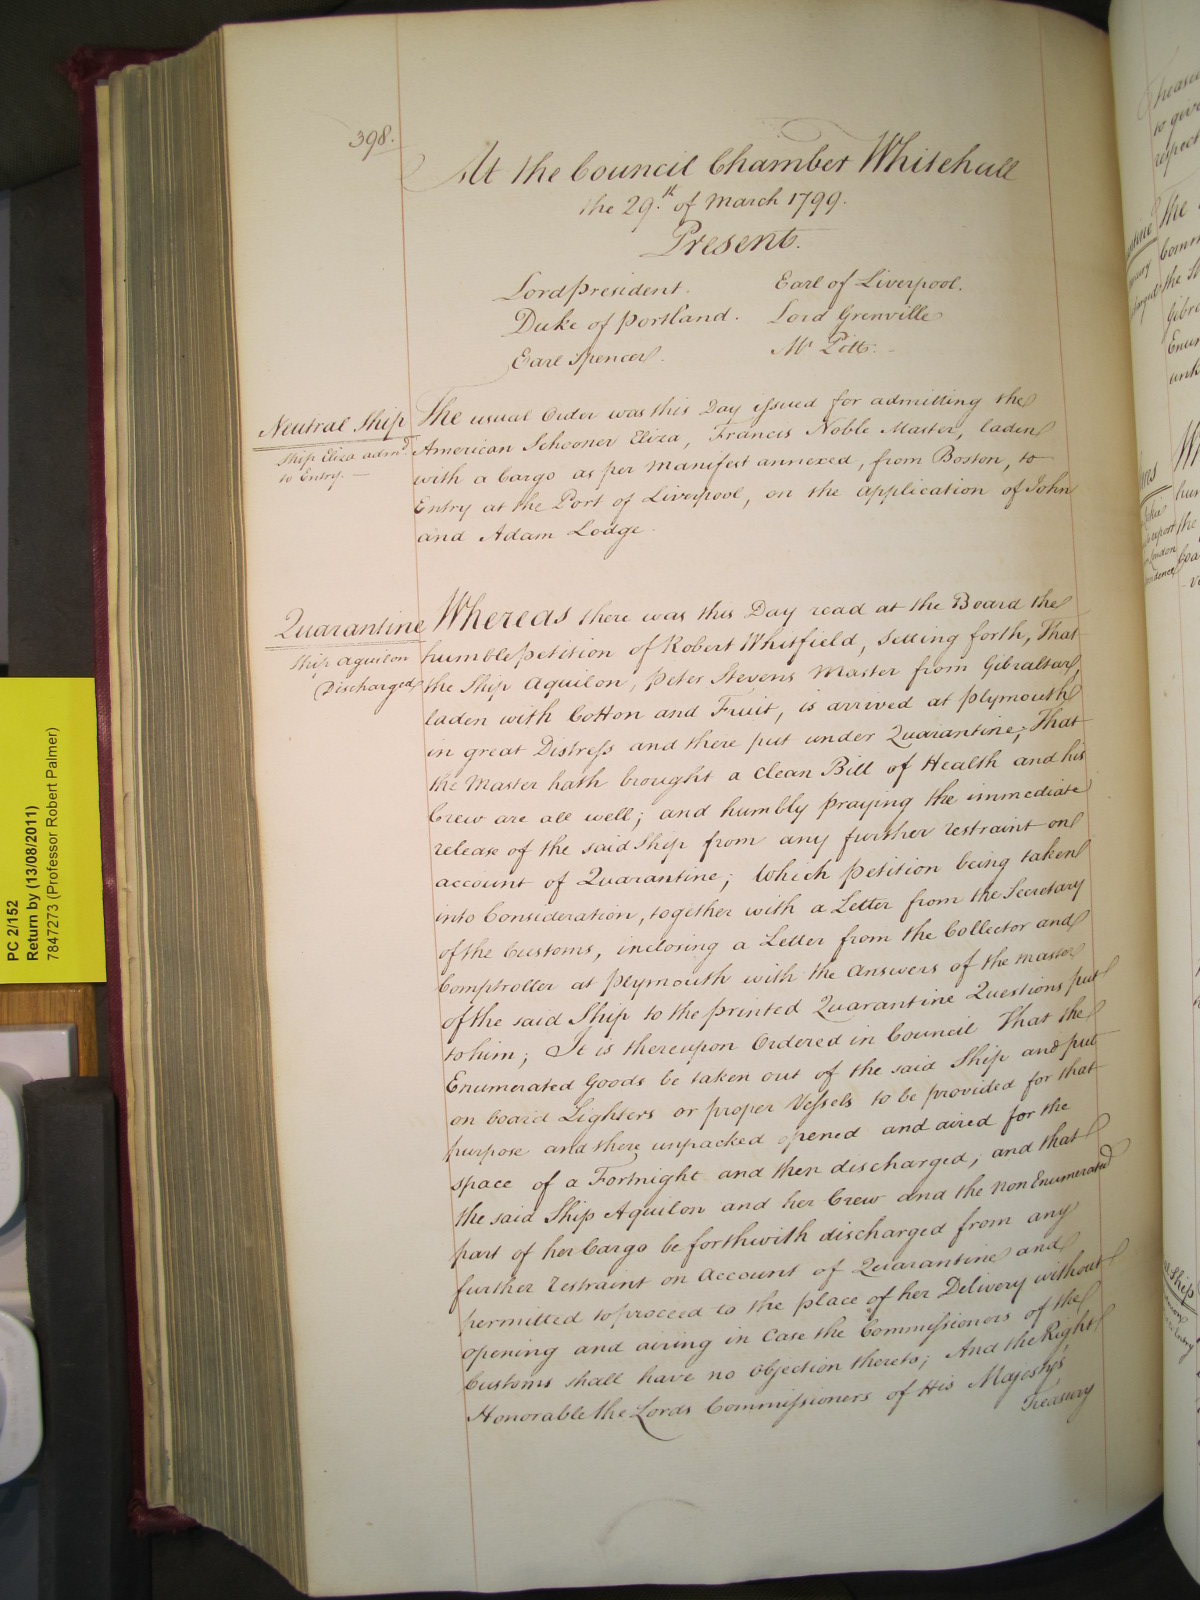 398.
At the Council Chamber Whitehall
the 29th. of March 1799.
Present.
Lord President. Earl of Liverpool.
Duke of Portland. Lord Grenville
Earl Spencer. Mr Pitt.
Neutral Ship
Ship Eliza admd.
to Entry. —
The usual Order was this Day issued for admitting the
American Schooner Eliza, Francis Noble Master, laden
with a Cargo as per Manifest annexed, from Boston, to
Entry at the Port of Liverpool, on the application of John
and Adam Lodge.
Quarantine
Ship Aquilon
Discharged
Whereas there was this Day read at the Board the
humble petition of Robert Whitfield, setting forth, That
the Ship Aquilon, Peter Stevens Master from Gibraltar,
laden with Cotton and Fruit, is arrived at Plymouth
in great Distress and there put under Quarantine; That
the Master hath brought a Clean Bill of Health and his
Crew are all well; and humbly praying the immediate
release of the said Ship from any further restraint on
account of Quarantine; Which petition being taken
into Consideration, together with a Letter from the Secretary
of the Customs, inclosing a Letter from the Collector and
Comptroller at Plymouth with the Answers of the Master
of the said Ship to the printed Quarantine Questions put
to him; It is thereupon Ordered in Council That the
Enumerated Goods be taken out of the said Ship and put
on board Lighters or proper Vessels to be provided for that
purpose and there unpacked opened and aired for the
space of a Fortnight and then discharged; and that
the said Ship Aquilon and her Crew and the non Enumerated
part of her Cargo be forthwith discharged from any
further restraint on account of Quarantine and
permitted to proceed to the place of her Delivery without
opening and airing in case the Commissioners of the
Customs shall have no Objection thereto; And the Right
Honorable the Lords Commissioners of His Majesty's
Treasury
PC 2/152
Return by (13/08/2011)
7847273 (Professor Robert Palmer)